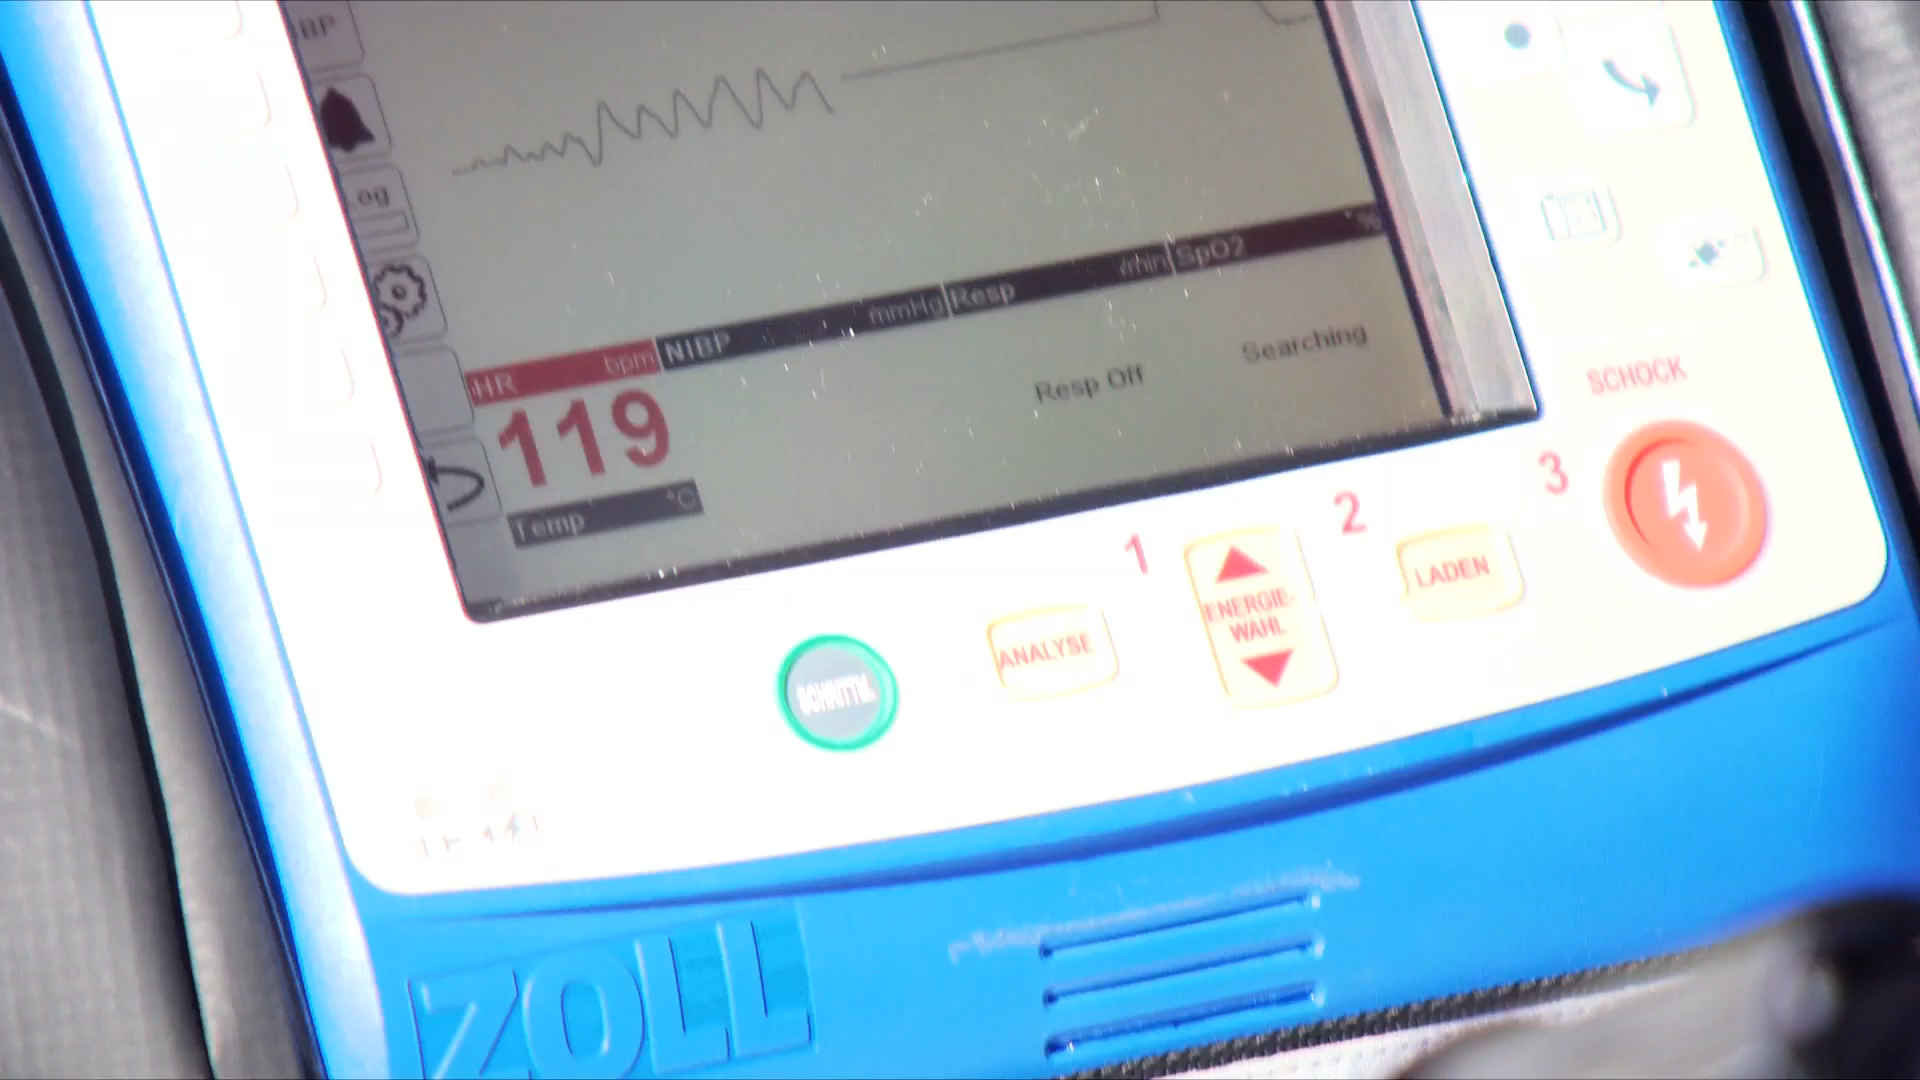 BP
og
HR bpm NIBP mmHg Resp /min SpO2 %
119 Resp Off Searching
Temp °C
SCHOCK
1 2 3
ANALYSE
ENERGIE-
WAHL
LADEN
ZOLL